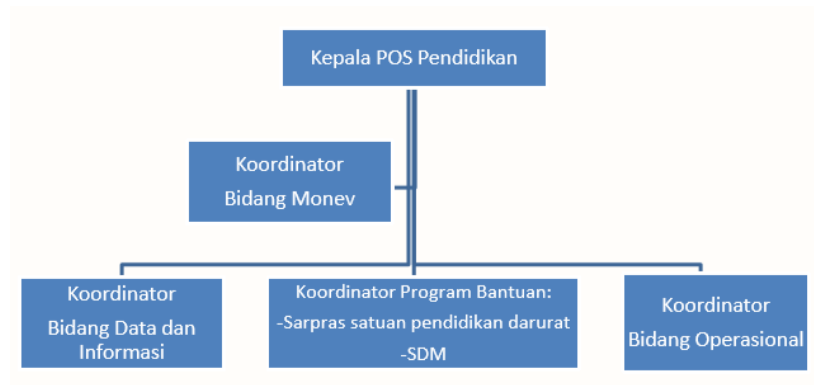 Kepala POS Pendidikan
Koordinator
Bidang Monev
Koordinator
Bidang Data dan
Informasi
Koordinator Program Bantuan:
-Sarpras satuan pendidikan darurat
-SDM
Koordinator
Bidang Operasional